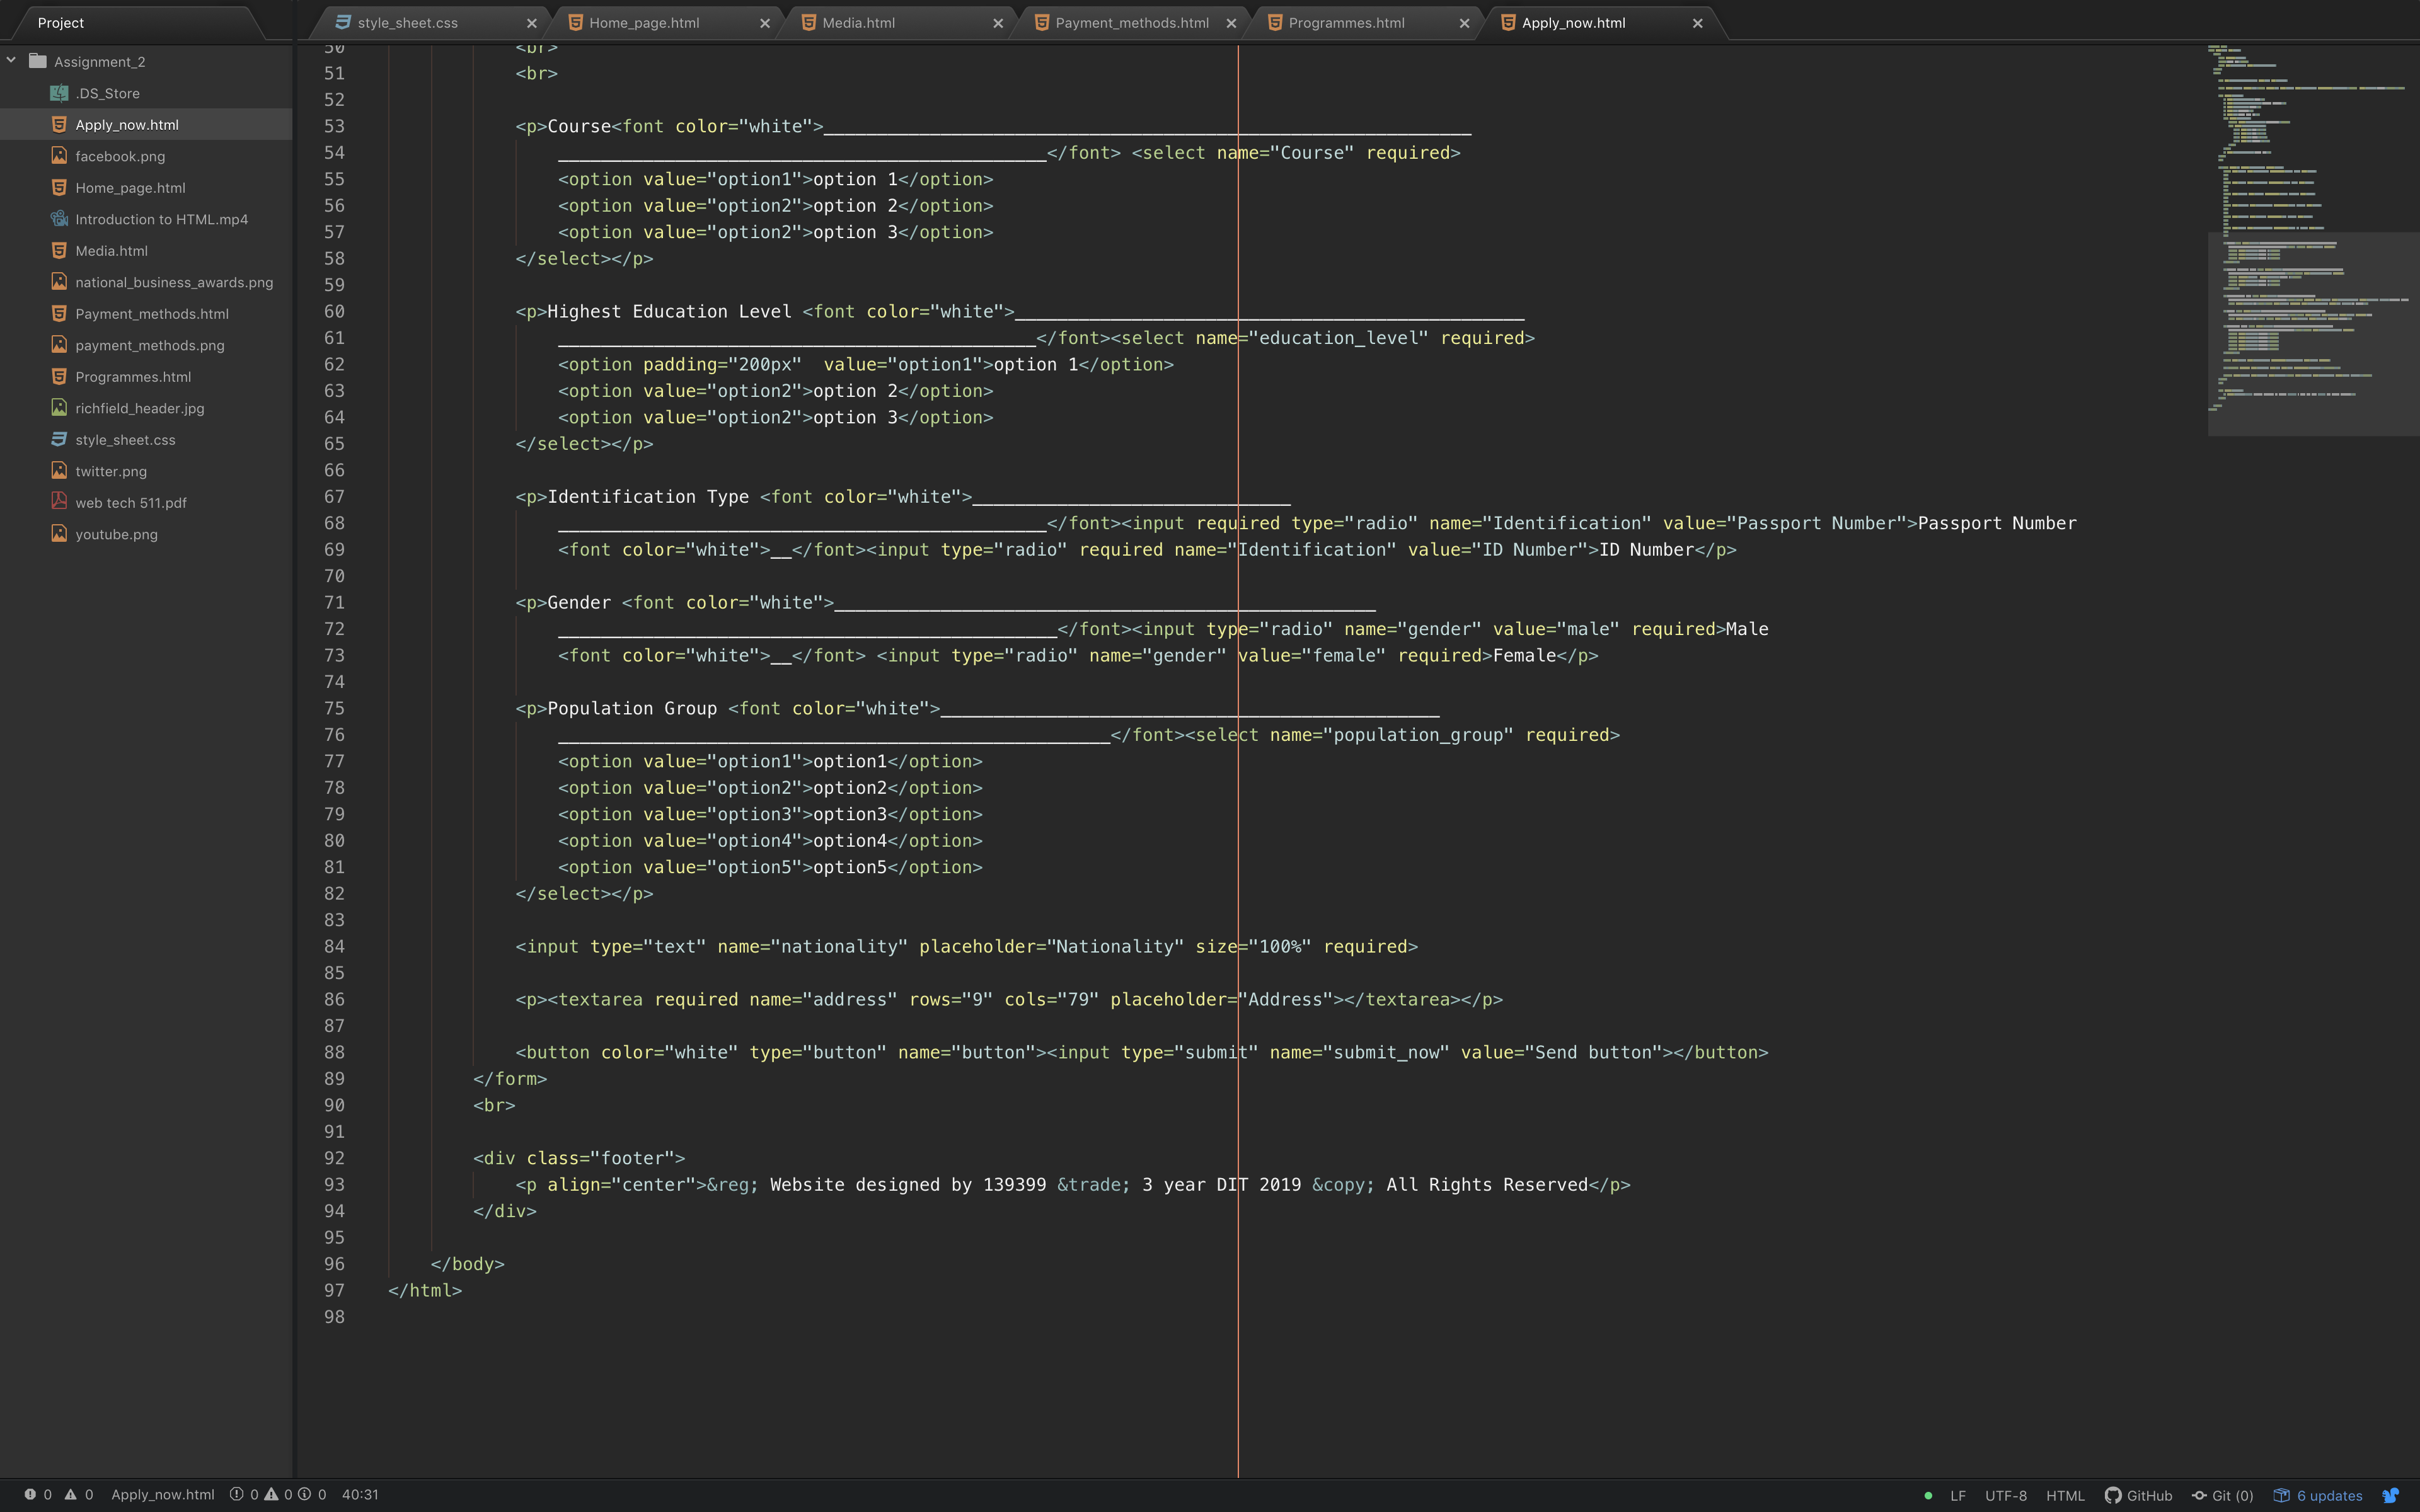 Project
style_sheet.css
Home_page.html
Media.html
Payment_methods.html
Programmes.html
Apply_now.html
Assignment_2
.DS_Store
Apply_now.html
facebook.png
Home_page.html
Introduction to HTML.mp4
Media.html
national_business_awards.png
Payment_methods.html
payment_methods.png
Programmes.html
richfield_header.jpg
style_sheet.css
twitter.png
web tech 511.pdf
youtube.png
50 <br>
51 <br>
52
53 <p>Course<font color="white">_____________________________________________________________
54 ______________________________________________</font> <select name="Course" required>
55 <option value="option1">option 1</option>
56 <option value="option2">option 2</option>
57 <option value="option2">option 3</option>
58 </select></p>
59
60 <p>Highest Education Level <font color="white">________________________________________________
61 _____________________________________________</font><select name="education_level" required>
62 <option padding="200px"  value="option1">option 1</option>
63 <option value="option2">option 2</option>
64 <option value="option2">option 3</option>
65 </select></p>
66
67 <p>Identification Type <font color="white">______________________________
68 ______________________________________________</font><input required type="radio" name="Identification" value="Passport Number">Passport Number
69 <font color="white">__</font><input type="radio" required name="Identification" value="ID Number">ID Number</p>
70
71 <p>Gender <font color="white">___________________________________________________
72 _______________________________________________</font><input type="radio" name="gender" value="male" required>Male
73 <font color="white">__</font> <input type="radio" name="gender" value="female" required>Female</p>
74
75 <p>Population Group <font color="white">_______________________________________________
76 ____________________________________________________</font><select name="population_group" required>
77 <option value="option1">option1</option>
78 <option value="option2">option2</option>
79 <option value="option3">option3</option>
80 <option value="option4">option4</option>
81 <option value="option5">option5</option>
82 </select></p>
83
84 <input type="text" name="nationality" placeholder="Nationality" size="100%" required>
85
86 <p><textarea required name="address" rows="9" cols="79" placeholder="Address"></textarea></p>
87
88 <button color="white" type="button" name="button"><input type="submit" name="submit_now" value="Send button"></button>
89 </form>
90 <br>
91
92 <div class="footer">
93 <p align="center">&reg; Website designed by 139399 &trade; 3 year DIT 2019 &copy; All Rights Reserved</p>
94 </div>
95
96 </body>
97 </html>
98
0 0 Apply_now.html 0 0 0 40:31 LF UTF-8 HTML GitHub Git (0) 6 updates